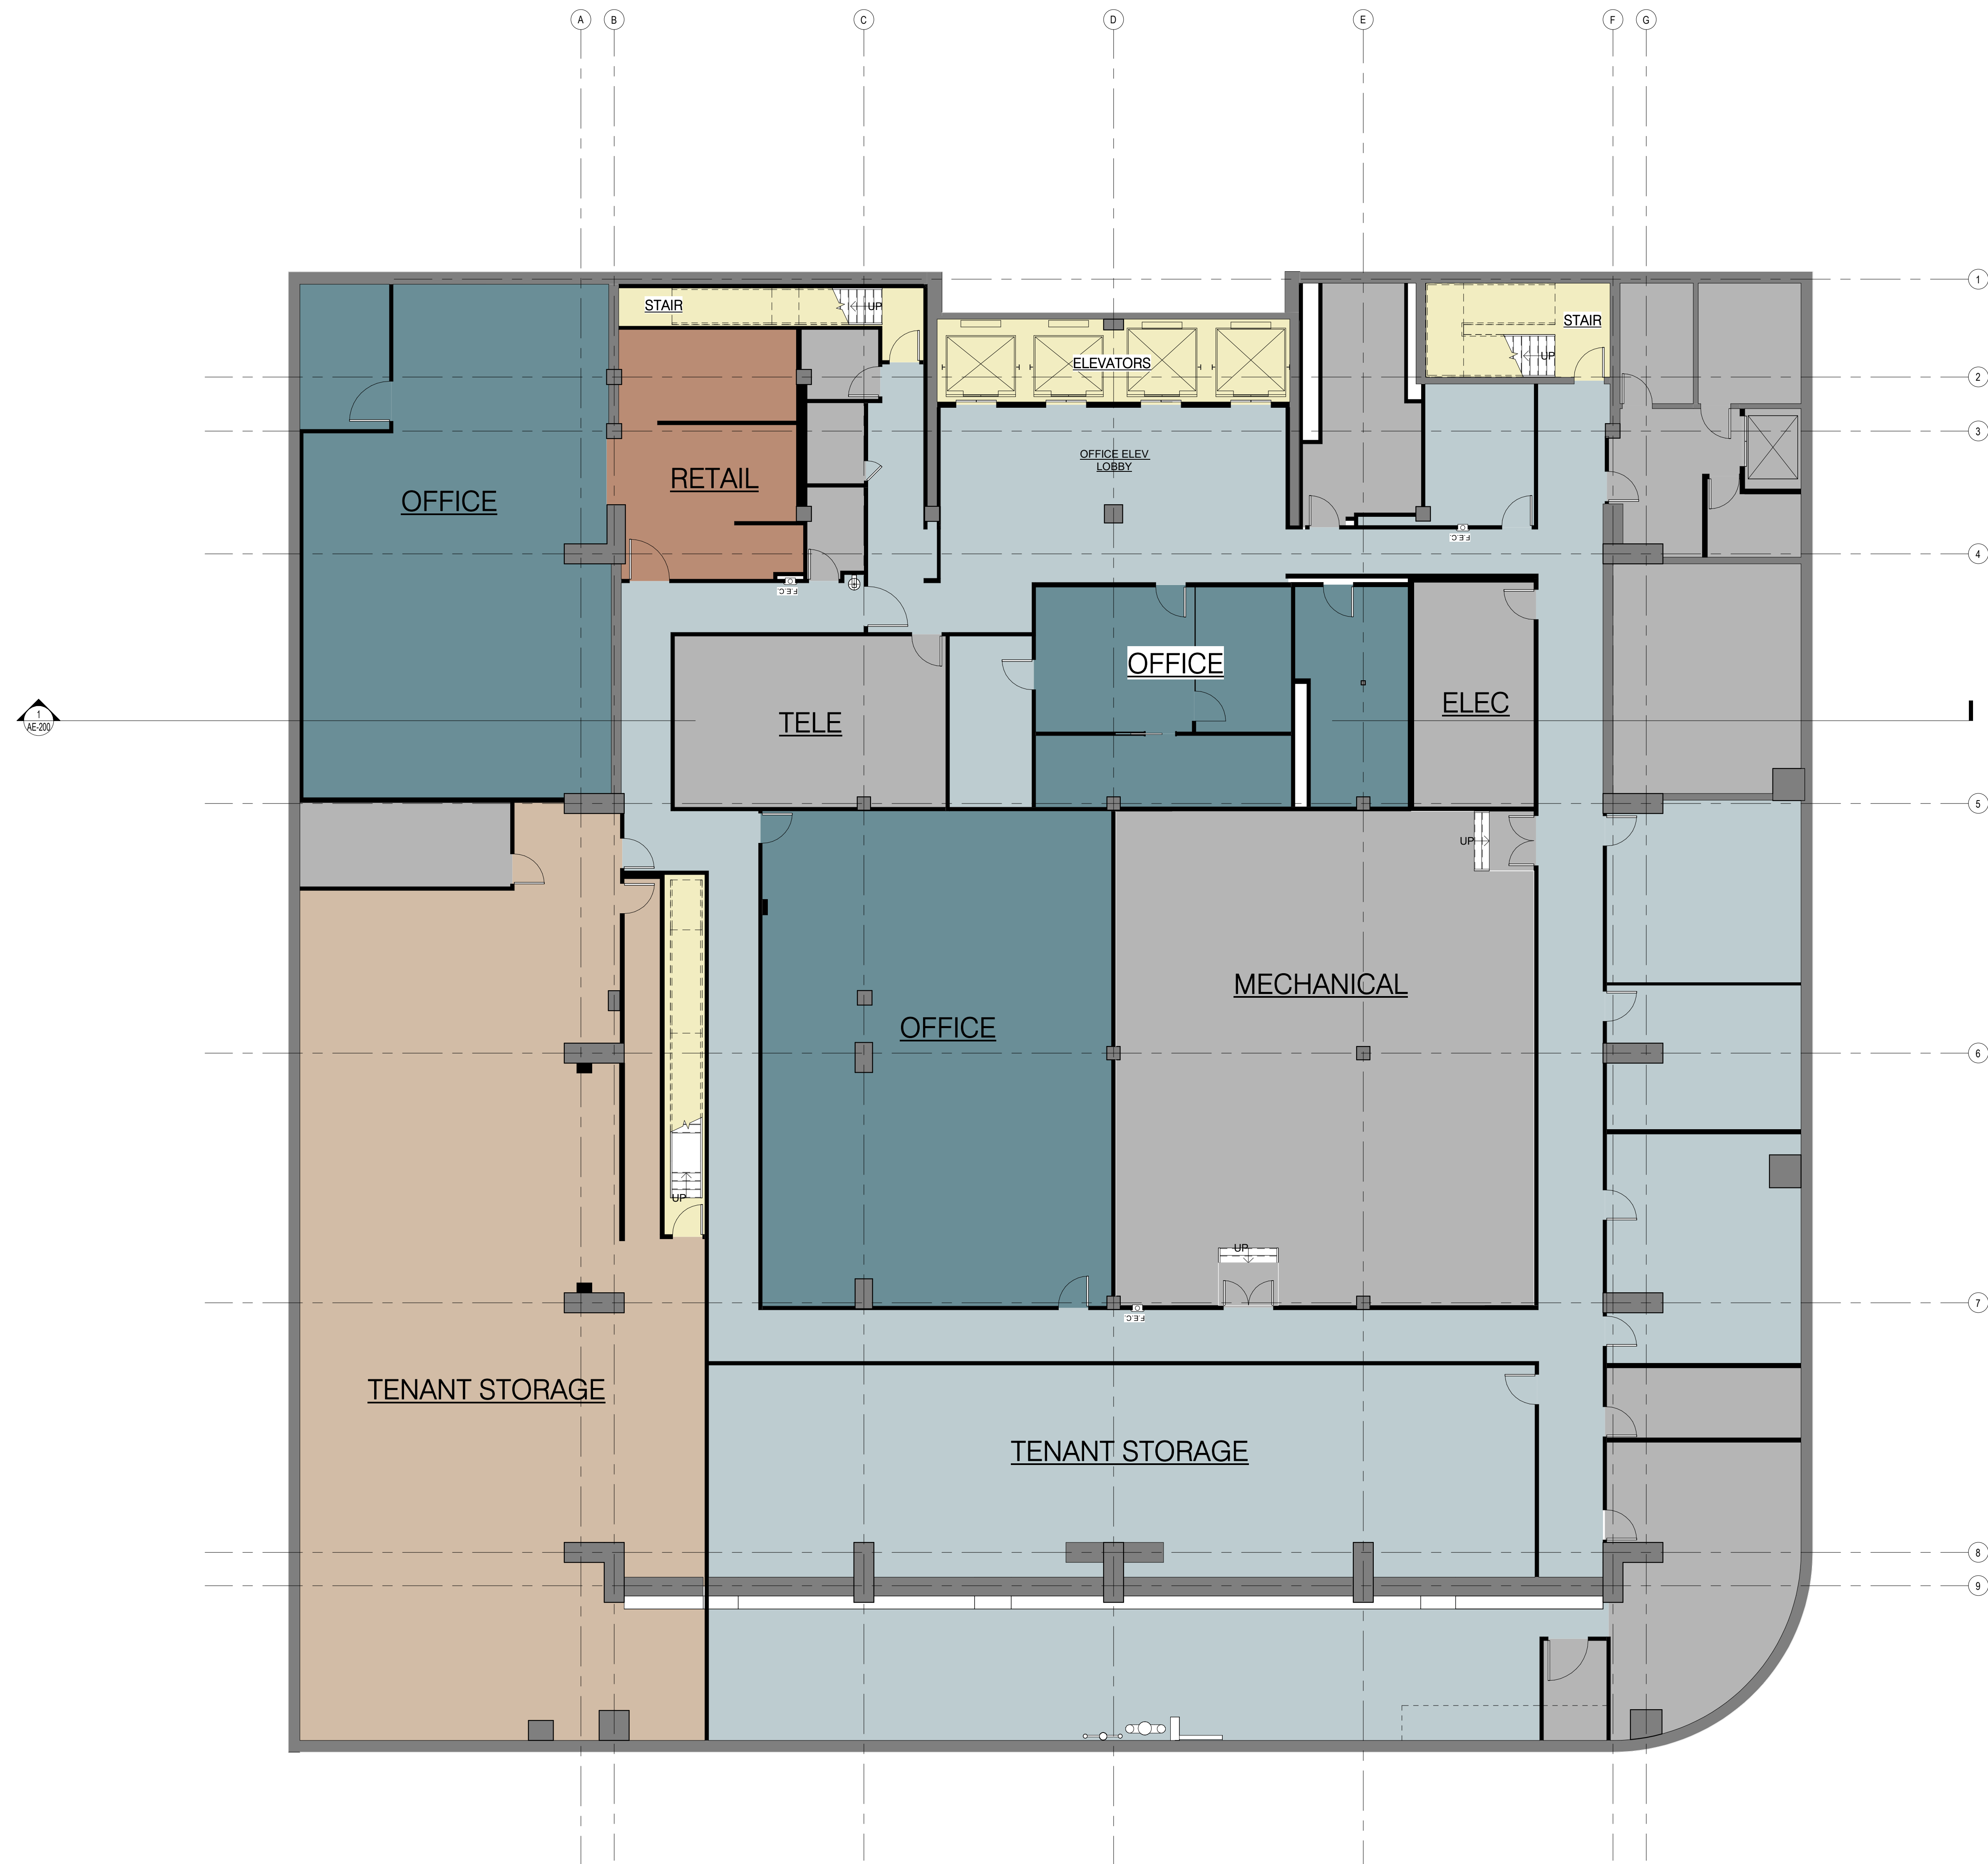 A
B
C
D
E
F
G
1
STAIR
UP
ELEVATORS
STAIR
UP
2
3
OFFICE ELEV
LOBBY
RETAIL
OFFICE
F.E.C.
4
F.E.C.
OFFICE
ELEC
TELE
1
AE-200
5
UP
MECHANICAL
OFFICE
6
UP
UP
7
F.E.C.
TENANT STORAGE
TENANT STORAGE
8
9